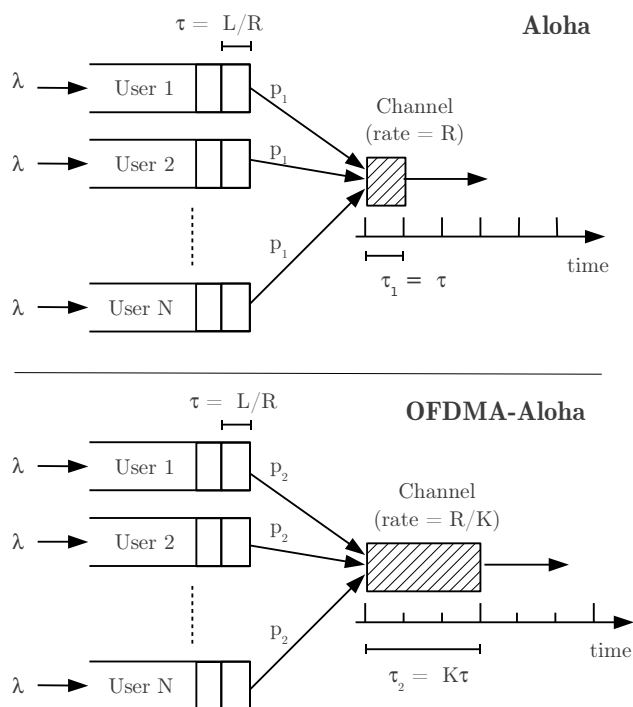 τ = L/R
Aloha
λ
User 1
p₁
Channel
(rate = R)
λ
User 2
p₁
p₁
time
λ
User N
τ₁ = τ
τ = L/R
OFDMA-Aloha
λ
User 1
p₂
Channel
(rate = R/K)
λ
User 2
p₂
p₂
time
λ
User N
τ₂ = Kτ